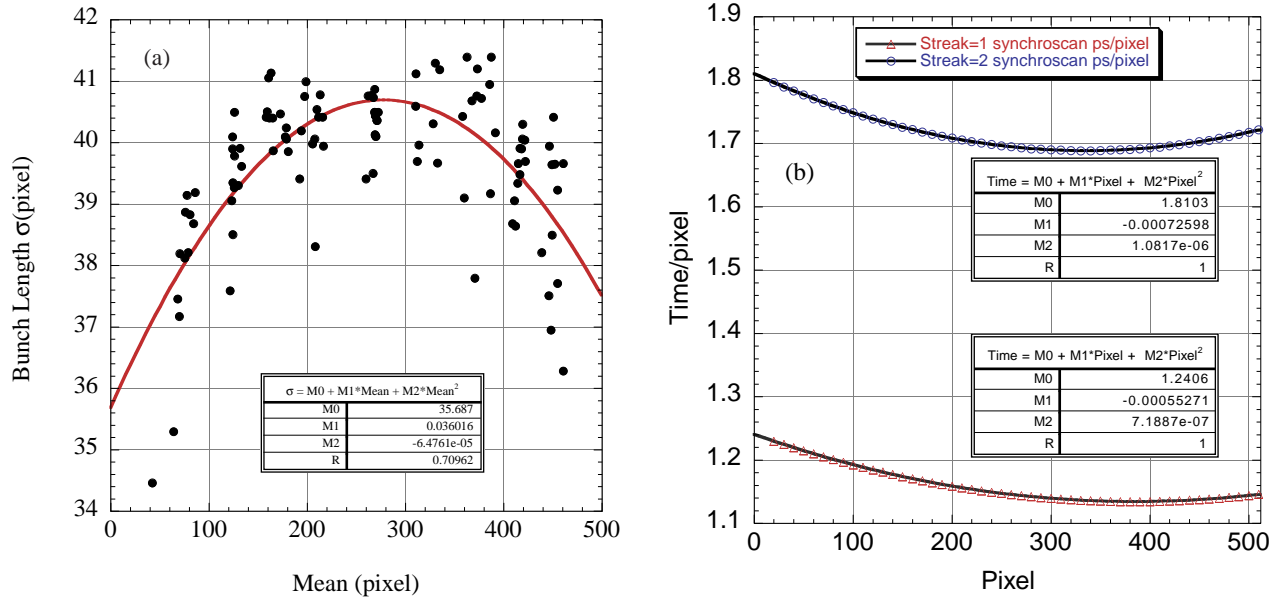 (a)
Bunch Length σ(pixel)
42
41
40
39
38
37
36
35
34
0 100 200 300 400 500
Mean (pixel)
σ = M0 + M1*Mean + M2*Mean²
M0 35.687
M1 0.036016
M2 -6.4761e-05
R 0.70962
(b)
Time/pixel
1.9
1.8
1.7
1.6
1.5
1.4
1.3
1.2
1.1
0 100 200 300 400 500
Pixel
Streak=1 synchroscan ps/pixel
Streak=2 synchroscan ps/pixel
Time = M0 + M1*Pixel + M2*Pixel²
M0 1.8103
M1 -0.00072598
M2 1.0817e-06
R 1
Time = M0 + M1*Pixel + M2*Pixel²
M0 1.2406
M1 -0.00055271
M2 7.1887e-07
R 1